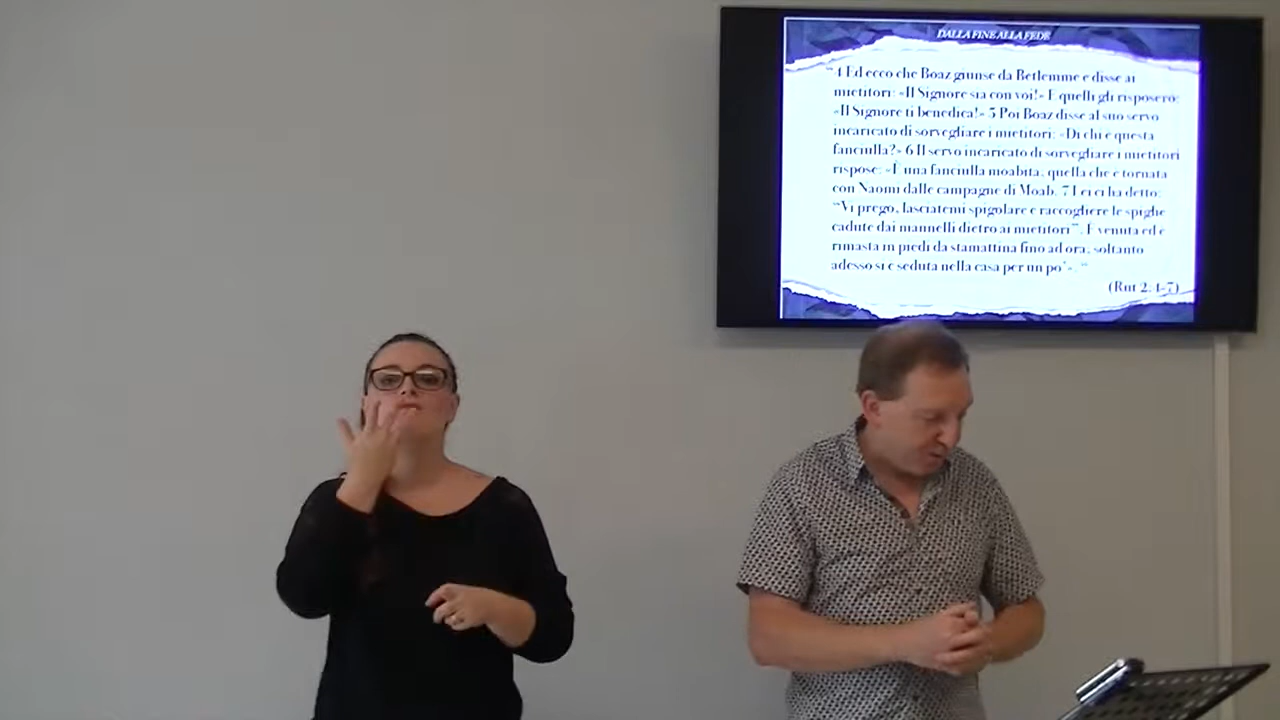 DALLA FINE ALLA FEDE
“ 4 Ed ecco che Boaz giunse da Betlemme e disse ai
mietitori: «Il Signore sia con voi!» E quelli gli risposero:
«Il Signore ti benedica!» 5 Poi Boaz disse al suo servo
incaricato di sorvegliare i mietitori: «Di chi è questa
fanciulla?» 6 Il servo incaricato di sorvegliare i mietitori
rispose: «È una fanciulla moabita, quella che è tornata
con Naomi dalle campagne di Moab. 7 Lei ci ha detto:
“Vi prego, lasciatemi spigolare e raccogliere le spighe
cadute dai mannelli dietro ai mietitori”. È venuta ed è
rimasta in piedi da stamattina fino ad ora; soltanto
adesso si è seduta nella casa per un po'». “
(Rut 2:4-7)